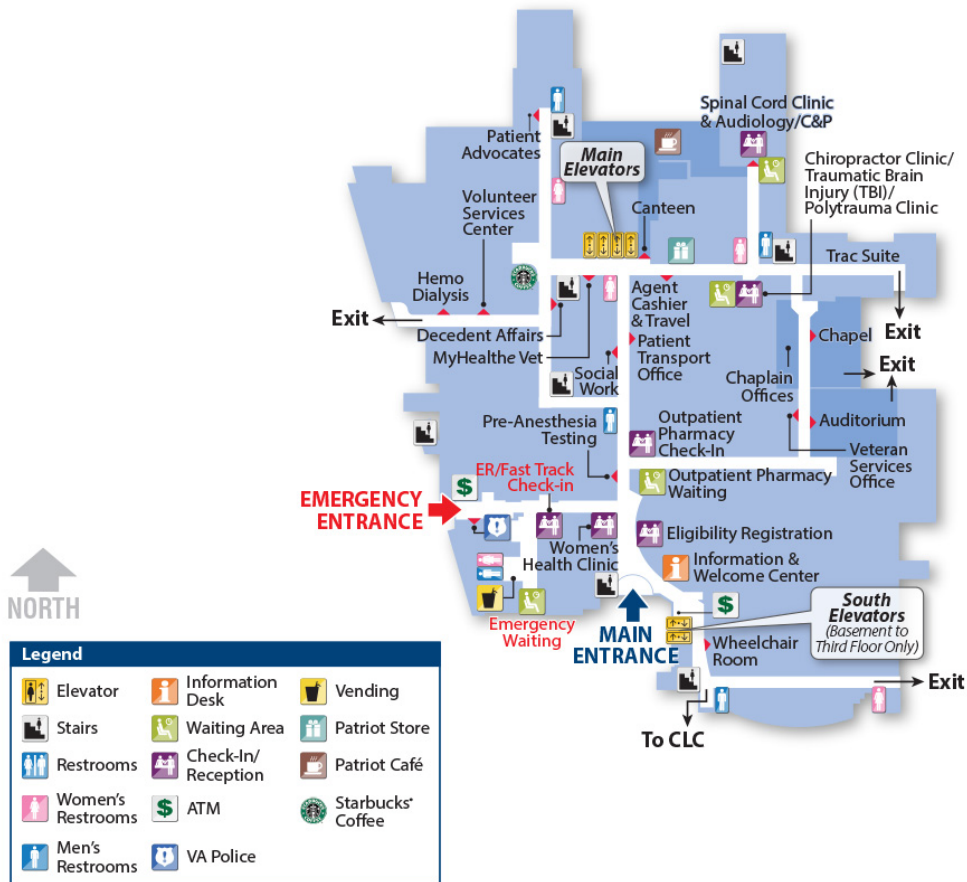 Spinal Cord Clinic
& Audiology/C&P
Patient
Advocates
Main
Elevators
Chiropractor Clinic/
Traumatic Brain
Injury (TBI)/
Polytrauma Clinic
Volunteer
Services
Center
Canteen
Trac Suite
Hemo
Dialysis
Agent
Cashier
& Travel
Exit
Exit
Decedent Affairs
MyHealthe Vet
Patient
Transport
Office
Chapel
Exit
Social
Work
Chaplain
Offices
Pre-Anesthesia
Testing
Outpatient
Pharmacy
Check-In
Auditorium
Veteran
Services
Office
ER/Fast Track
Check-in
Outpatient Pharmacy
Waiting
$
EMERGENCY
ENTRANCE
Eligibility Registration
Women's
Health Clinic
Information &
Welcome Center
NORTH
$
South
Elevators
(Basement to
Third Floor Only)
Emergency
Waiting
MAIN
ENTRANCE
Wheelchair
Room
Exit
To CLC
Legend
Elevator
Information
Desk
Vending
Stairs
Waiting Area
Patriot Store
Restrooms
Check-In/
Reception
Patriot Café
Women's
Restrooms
$ ATM
Starbucks*
Coffee
Men's
Restrooms
VA Police